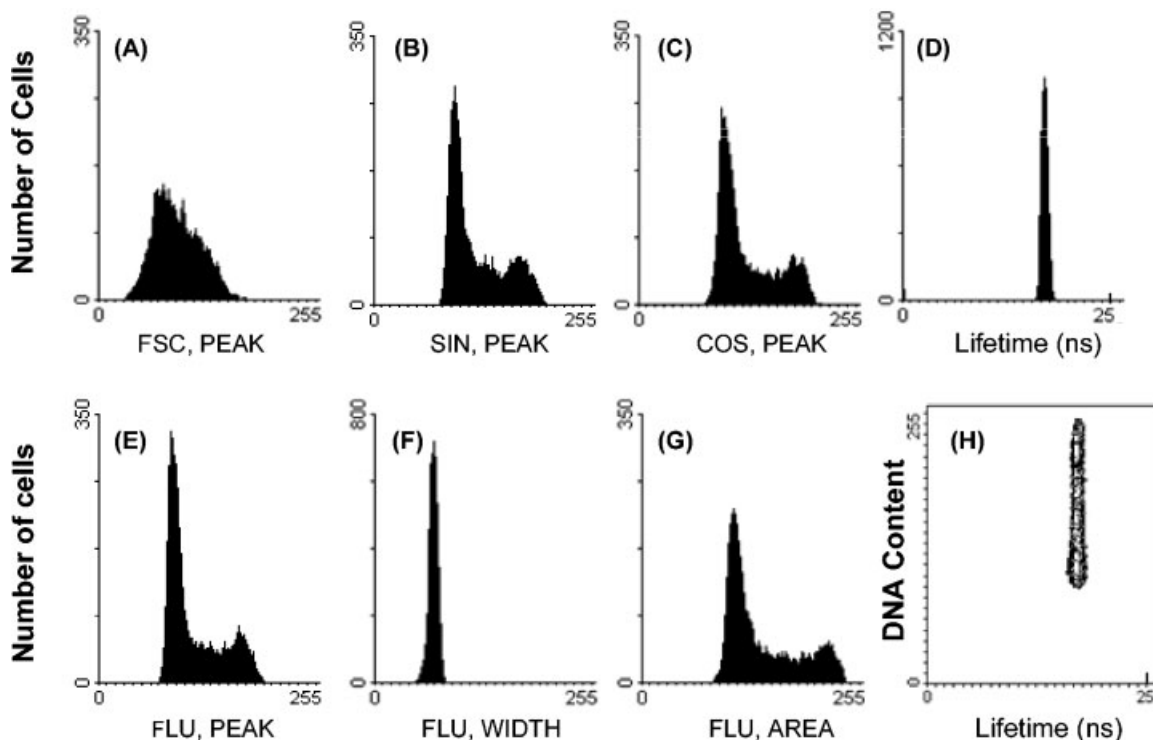 Number of Cells
350
(A)
0
0
255
FSC, PEAK
350
(B)
0
0
255
SIN, PEAK
350
(C)
0
0
255
COS, PEAK
1200
(D)
0
0
25
Lifetime (ns)
Number of cells
350
(E)
0
0
255
FLU, PEAK
800
(F)
0
0
255
FLU, WIDTH
350
(G)
0
0
255
FLU, AREA
DNA Content
255
(H)
0
0
25
Lifetime (ns)